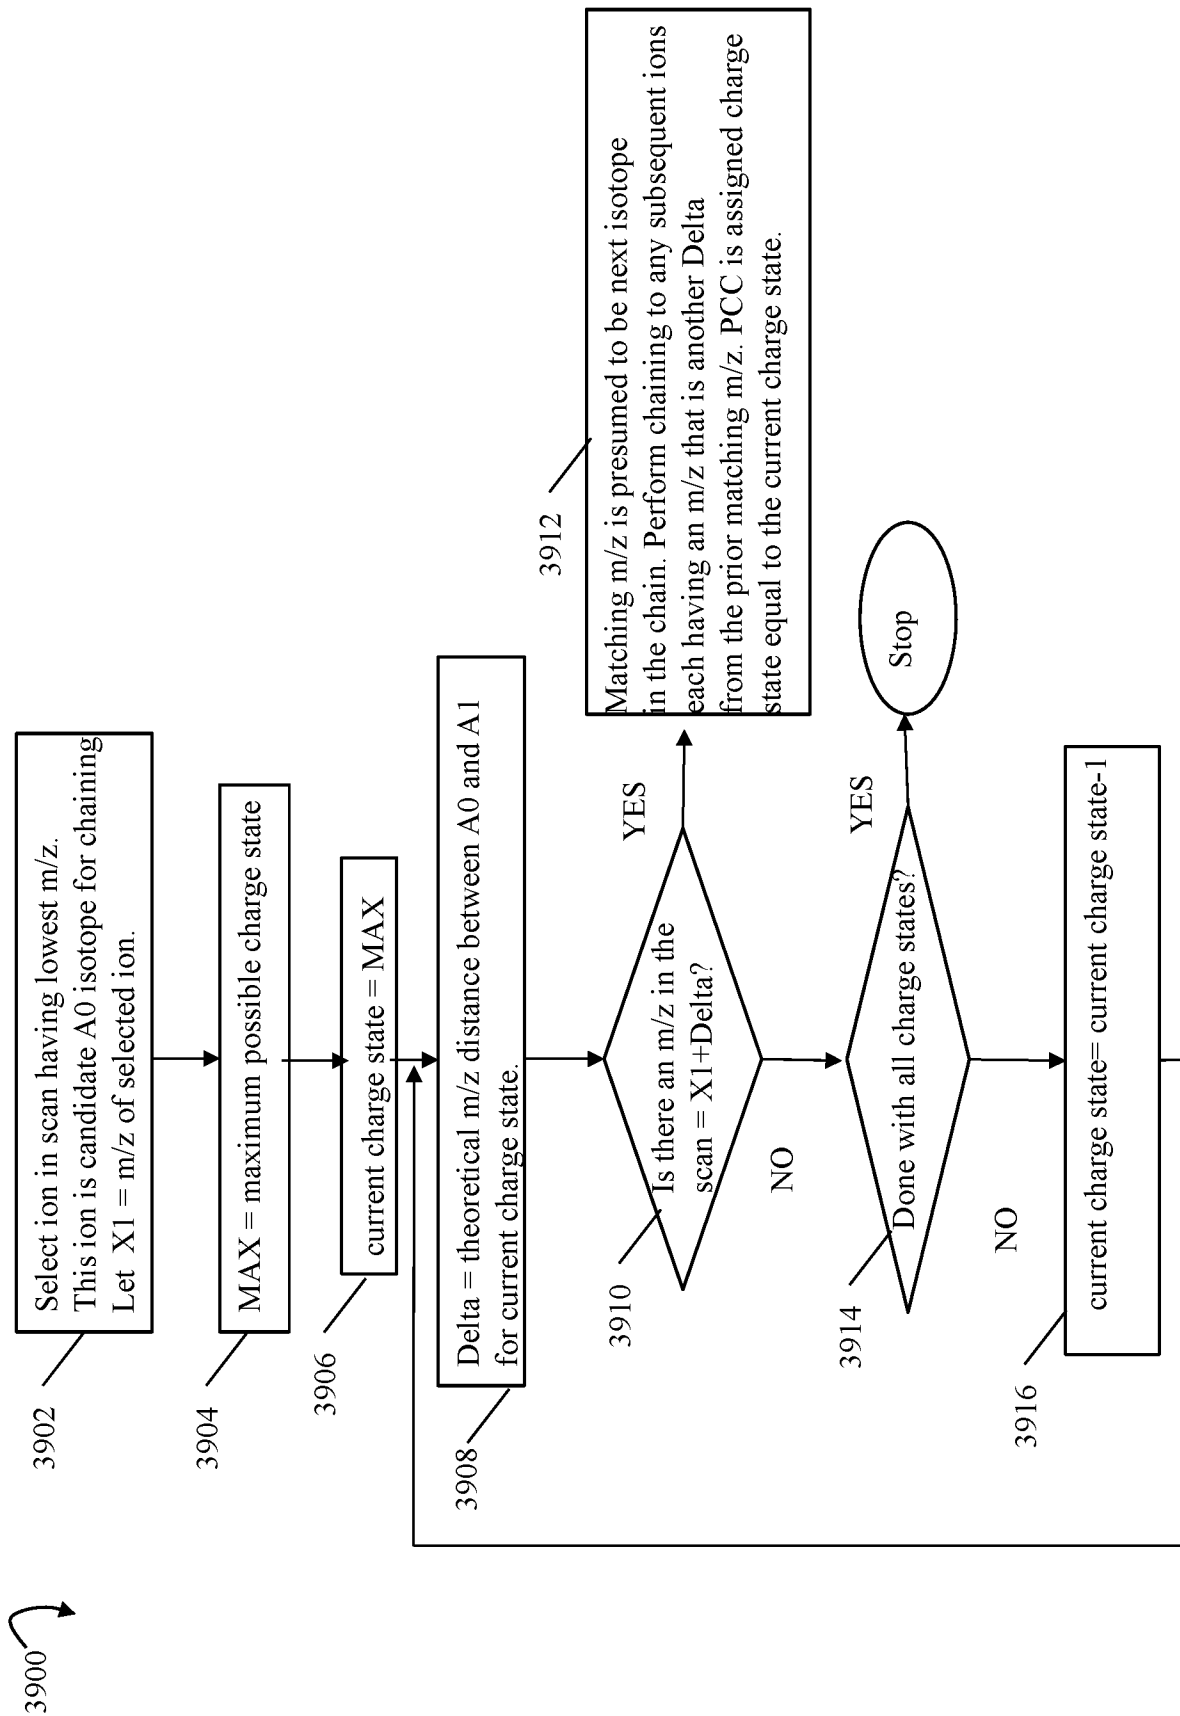 3900
3902
Select ion in scan having lowest m/z.
This ion is candidate A0 isotope for chaining
Let X1 = m/z of selected ion.
3904
MAX = maximum possible charge state
3906
current charge state = MAX
3908
Delta = theoretical m/z distance between A0 and A1
for current charge state.
3910
Is there an m/z in the
scan = X1+Delta?
YES
NO
3912
Matching m/z is presumed to be next isotope
in the chain. Perform chaining to any subsequent ions
each having an m/z that is another Delta
from the prior matching m/z. PCC is assigned charge
state equal to the current charge state.
3914
Done with all charge states?
YES
Stop
NO
3916
current charge state= current charge state-1